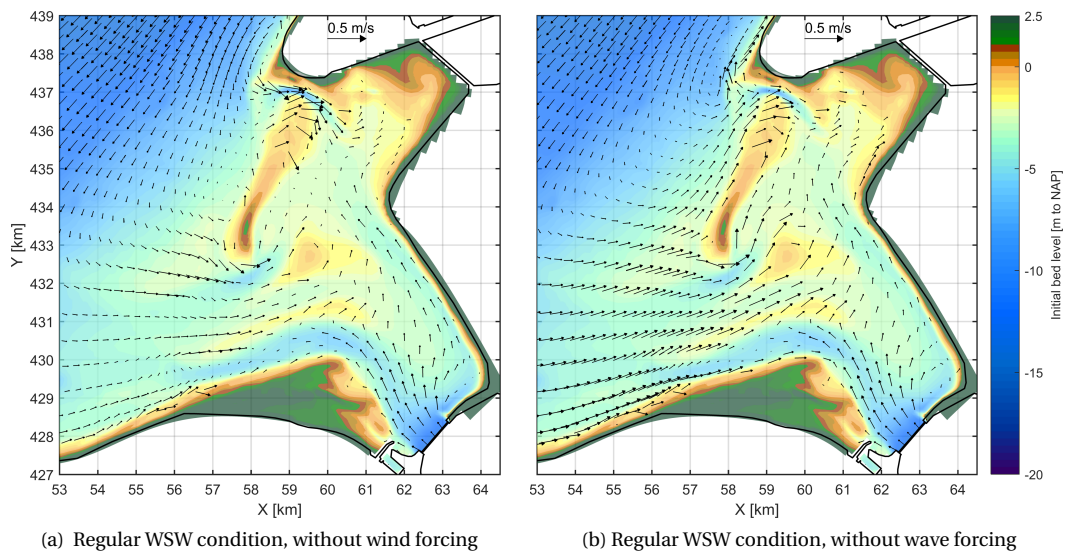 439
438
437
436
435
434
433
432
431
430
429
428
427
Y [km]
0.5 m/s
53 54 55 56 57 58 59 60 61 62 63 64
X [km]
0.5 m/s
53 54 55 56 57 58 59 60 61 62 63 64
X [km]
2.5
0
-5
-10
-15
-20
Initial bed level [m to NAP]
(a) Regular WSW condition, without wind forcing
(b) Regular WSW condition, without wave forcing